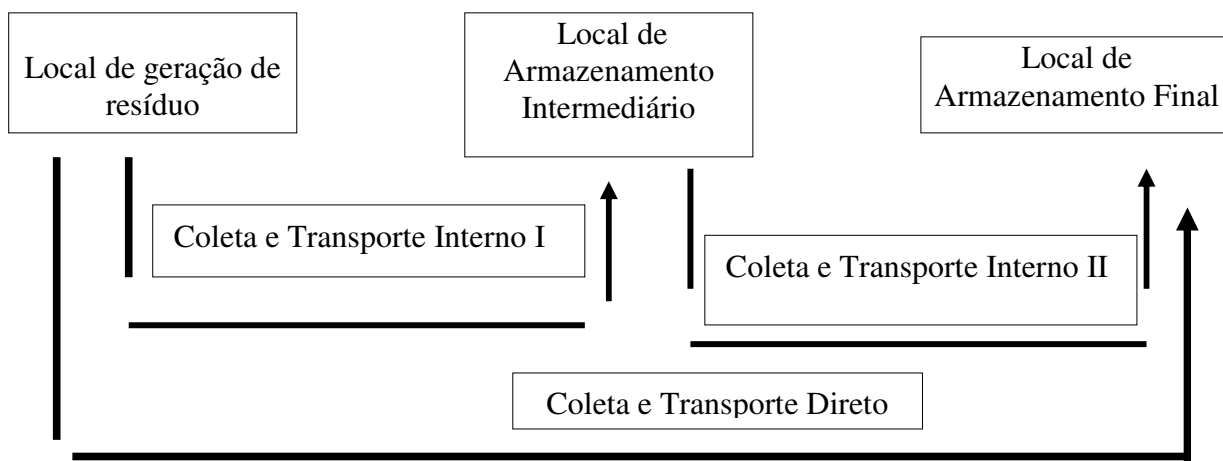 Local de geração de
resíduo
Local de
Armazenamento
Intermediário
Local de
Armazenamento Final
Coleta e Transporte Interno I
Coleta e Transporte Interno II
Coleta e Transporte Direto